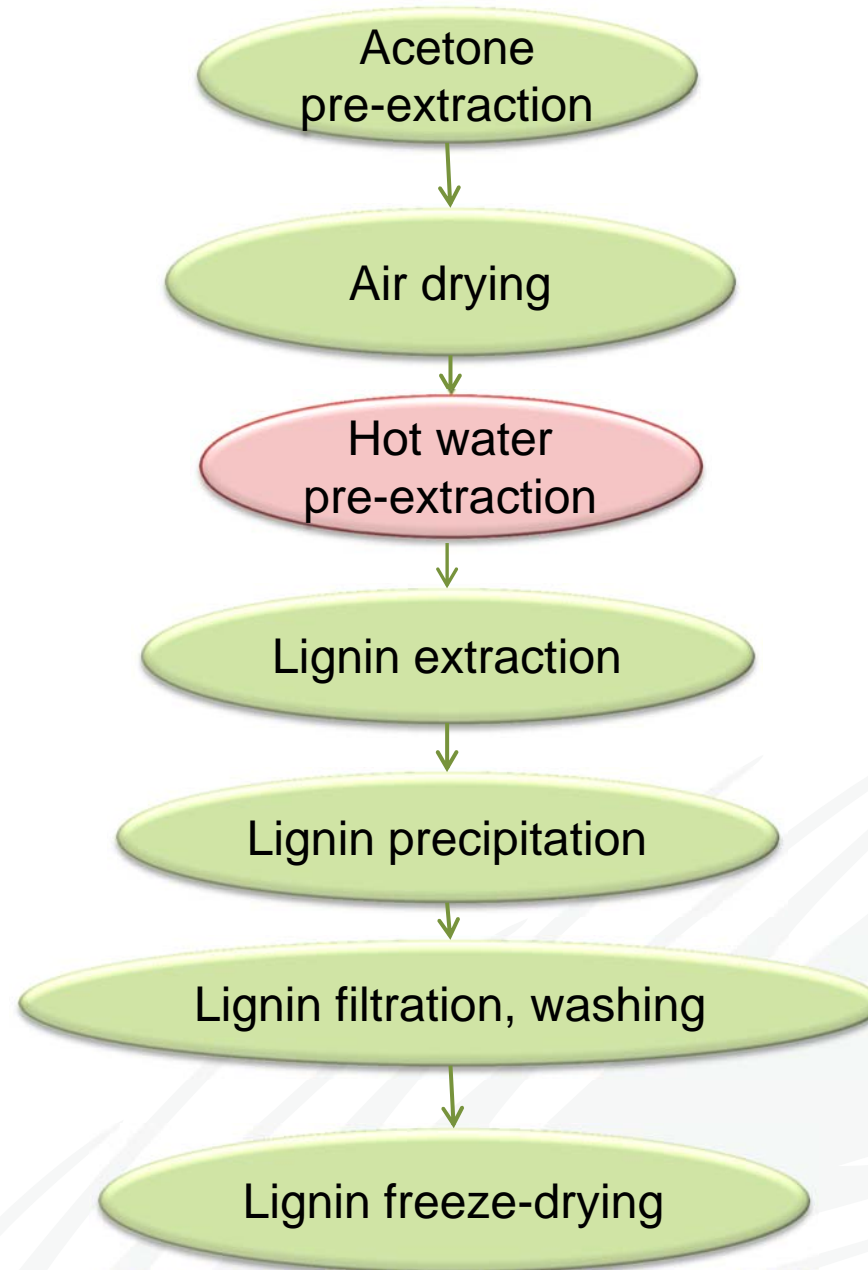 Acetone
pre-extraction
Air drying
Hot water
pre-extraction
Lignin extraction
Lignin precipitation
Lignin filtration, washing
Lignin freeze-drying